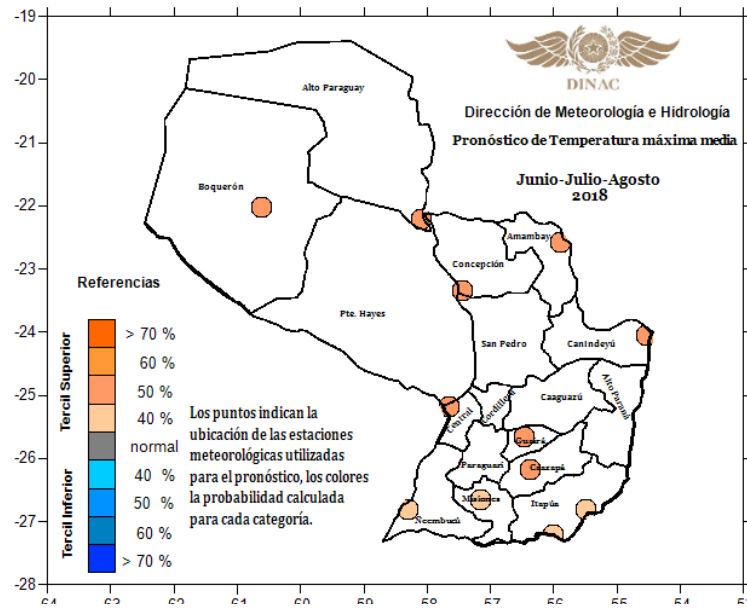 -19
-20
-21
-22
-23
-24
-25
-26
-27
-28
64
63
62
61
60
59
58
57
56
55
54
53
DINAC
Dirección de Meteorología e Hidrología
Pronóstico de Temperatura máxima media
Junio-Julio-Agosto
2018
Alto Paraguay
Boquerón
Amambay
Concepción
Pte. Hayes
San Pedro
Canindeyú
Alto Paraná
Caaguazú
Cordillera
Central
Guairá
Paraguarí
Caazapá
Misiones
Itapúa
Ñeembucú
Referencias
Tercil Superior
> 70 %
60 %
50 %
40 %
normal
Tercil Inferior
40 %
50 %
60 %
> 70 %
Los puntos indican la
ubicación de las estaciones
meteorológicas utilizadas
para el pronóstico, los colores
la probabilidad calculada
para cada categoría.